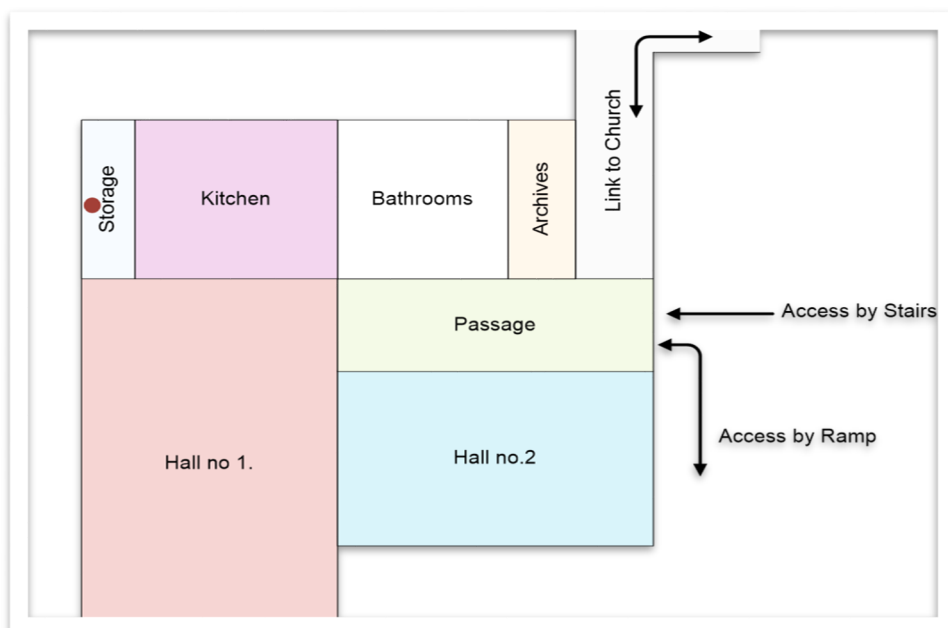 Link to Church
Storage
Kitchen
Bathrooms
Archives
Passage
Access by Stairs
Access by Ramp
Hall no 1.
Hall no.2